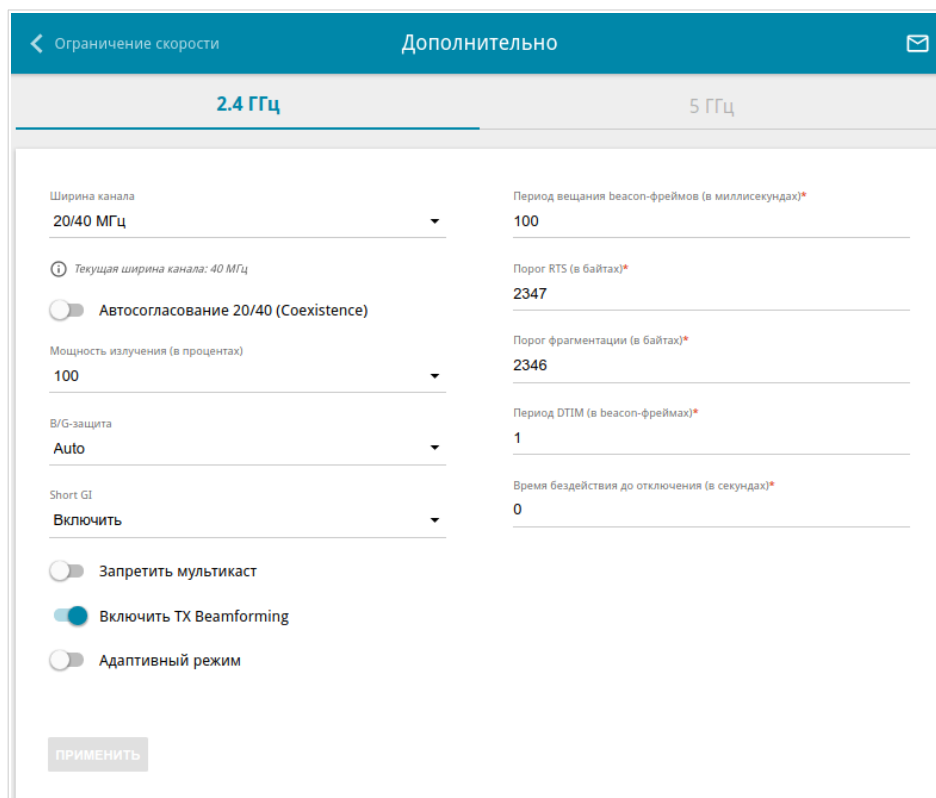 Ограничение скорости
Дополнительно
2.4 ГГц
5 ГГц
Ширина канала
20/40 МГц
Текущая ширина канала: 40 МГц
Автосогласование 20/40 (Coexistence)
Мощность излучения (в процентах)
100
B/G-защита
Auto
Short GI
Включить
Запретить мультикаст
Включить TX Beamforming
Адаптивный режим
ПРИМЕНИТЬ
Период вещания beacon-фреймов (в миллисекундах)*
100
Порог RTS (в байтах)*
2347
Порог фрагментации (в байтах)*
2346
Период DTIM (в beacon-фреймах)*
1
Время бездействия до отключения (в секундах)*
0